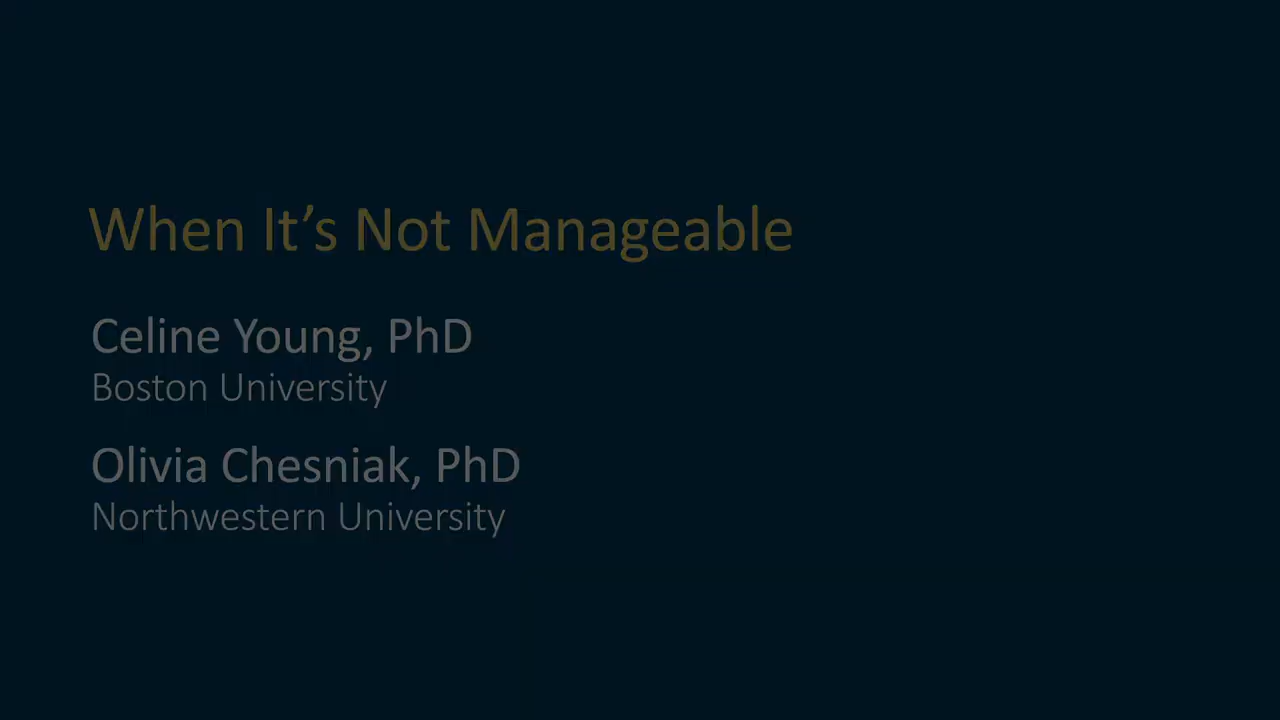 When It’s Not Manageable
Celine Young, PhD
Boston University
Olivia Chesniak, PhD
Northwestern University